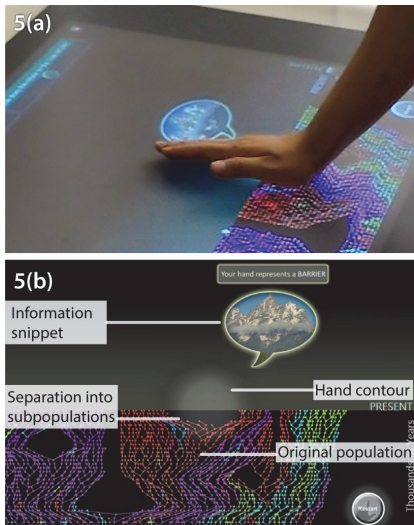 5(a)
5(b)
Your hand represents a BARRIER
Information
snippet
Hand contour
PRESENT
Separation into
subpopulations
Original population
Thousands
Years
Restart